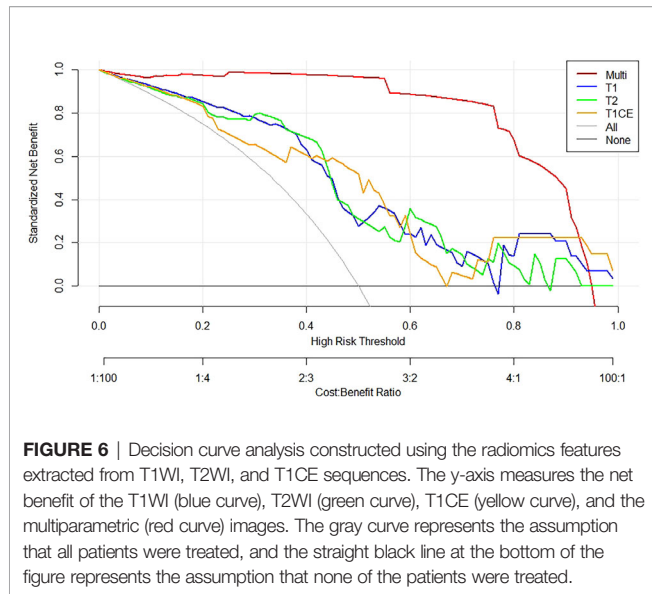 Standardized Net Benefit
1.0
0.8
0.6
0.4
0.2
0.0
Multi
T1
T2
T1CE
All
None
0.0 0.2 0.4 0.6 0.8 1.0
High Risk Threshold
1:100 1:4 2:3 3:2 4:1 100:1
Cost:Benefit Ratio
FIGURE 6 | Decision curve analysis constructed using the radiomics features
extracted from T1WI, T2WI, and T1CE sequences. The y-axis measures the net
benefit of the T1WI (blue curve), T2WI (green curve), T1CE (yellow curve), and the
multiparametric (red curve) images. The gray curve represents the assumption
that all patients were treated, and the straight black line at the bottom of the
figure represents the assumption that none of the patients were treated.